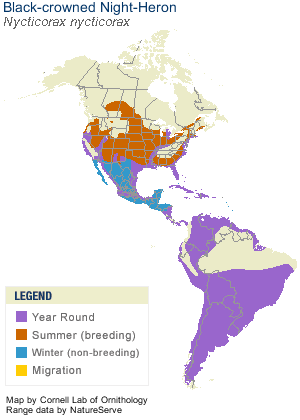 Black-crowned Night-Heron
Nycticorax nycticorax
LEGEND
Year Round
Summer (breeding)
Winter (non-breeding)
Migration
Map by Cornell Lab of Ornithology
Range data by NatureServe